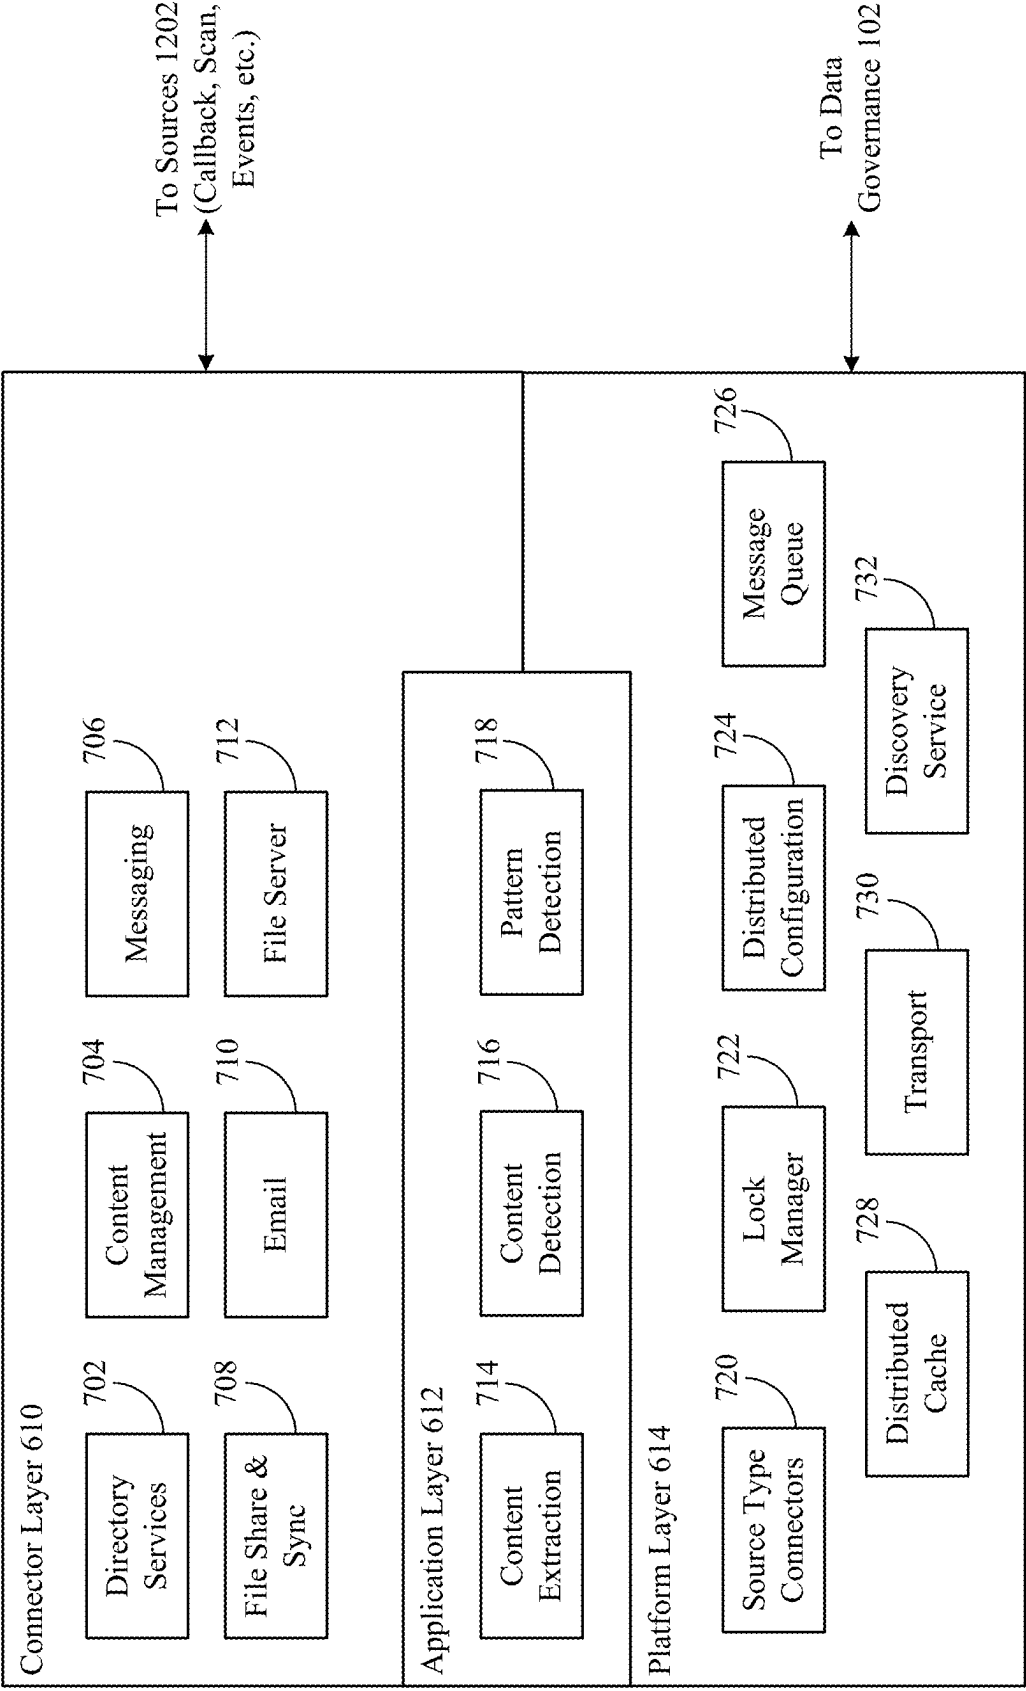 Connector Layer 610
702
Directory
Services
704
Content
Management
706
Messaging
708
File Share &
Sync
710
Email
712
File Server
To Sources 1202
(Callback, Scan,
Events, etc.)
Application Layer 612
714
Content
Extraction
716
Content
Detection
718
Pattern
Detection
Platform Layer 614
720
Source Type
Connectors
722
Lock
Manager
724
Distributed
Configuration
726
Message
Queue
728
Distributed
Cache
730
Transport
732
Discovery
Service
To Data
Governance 102